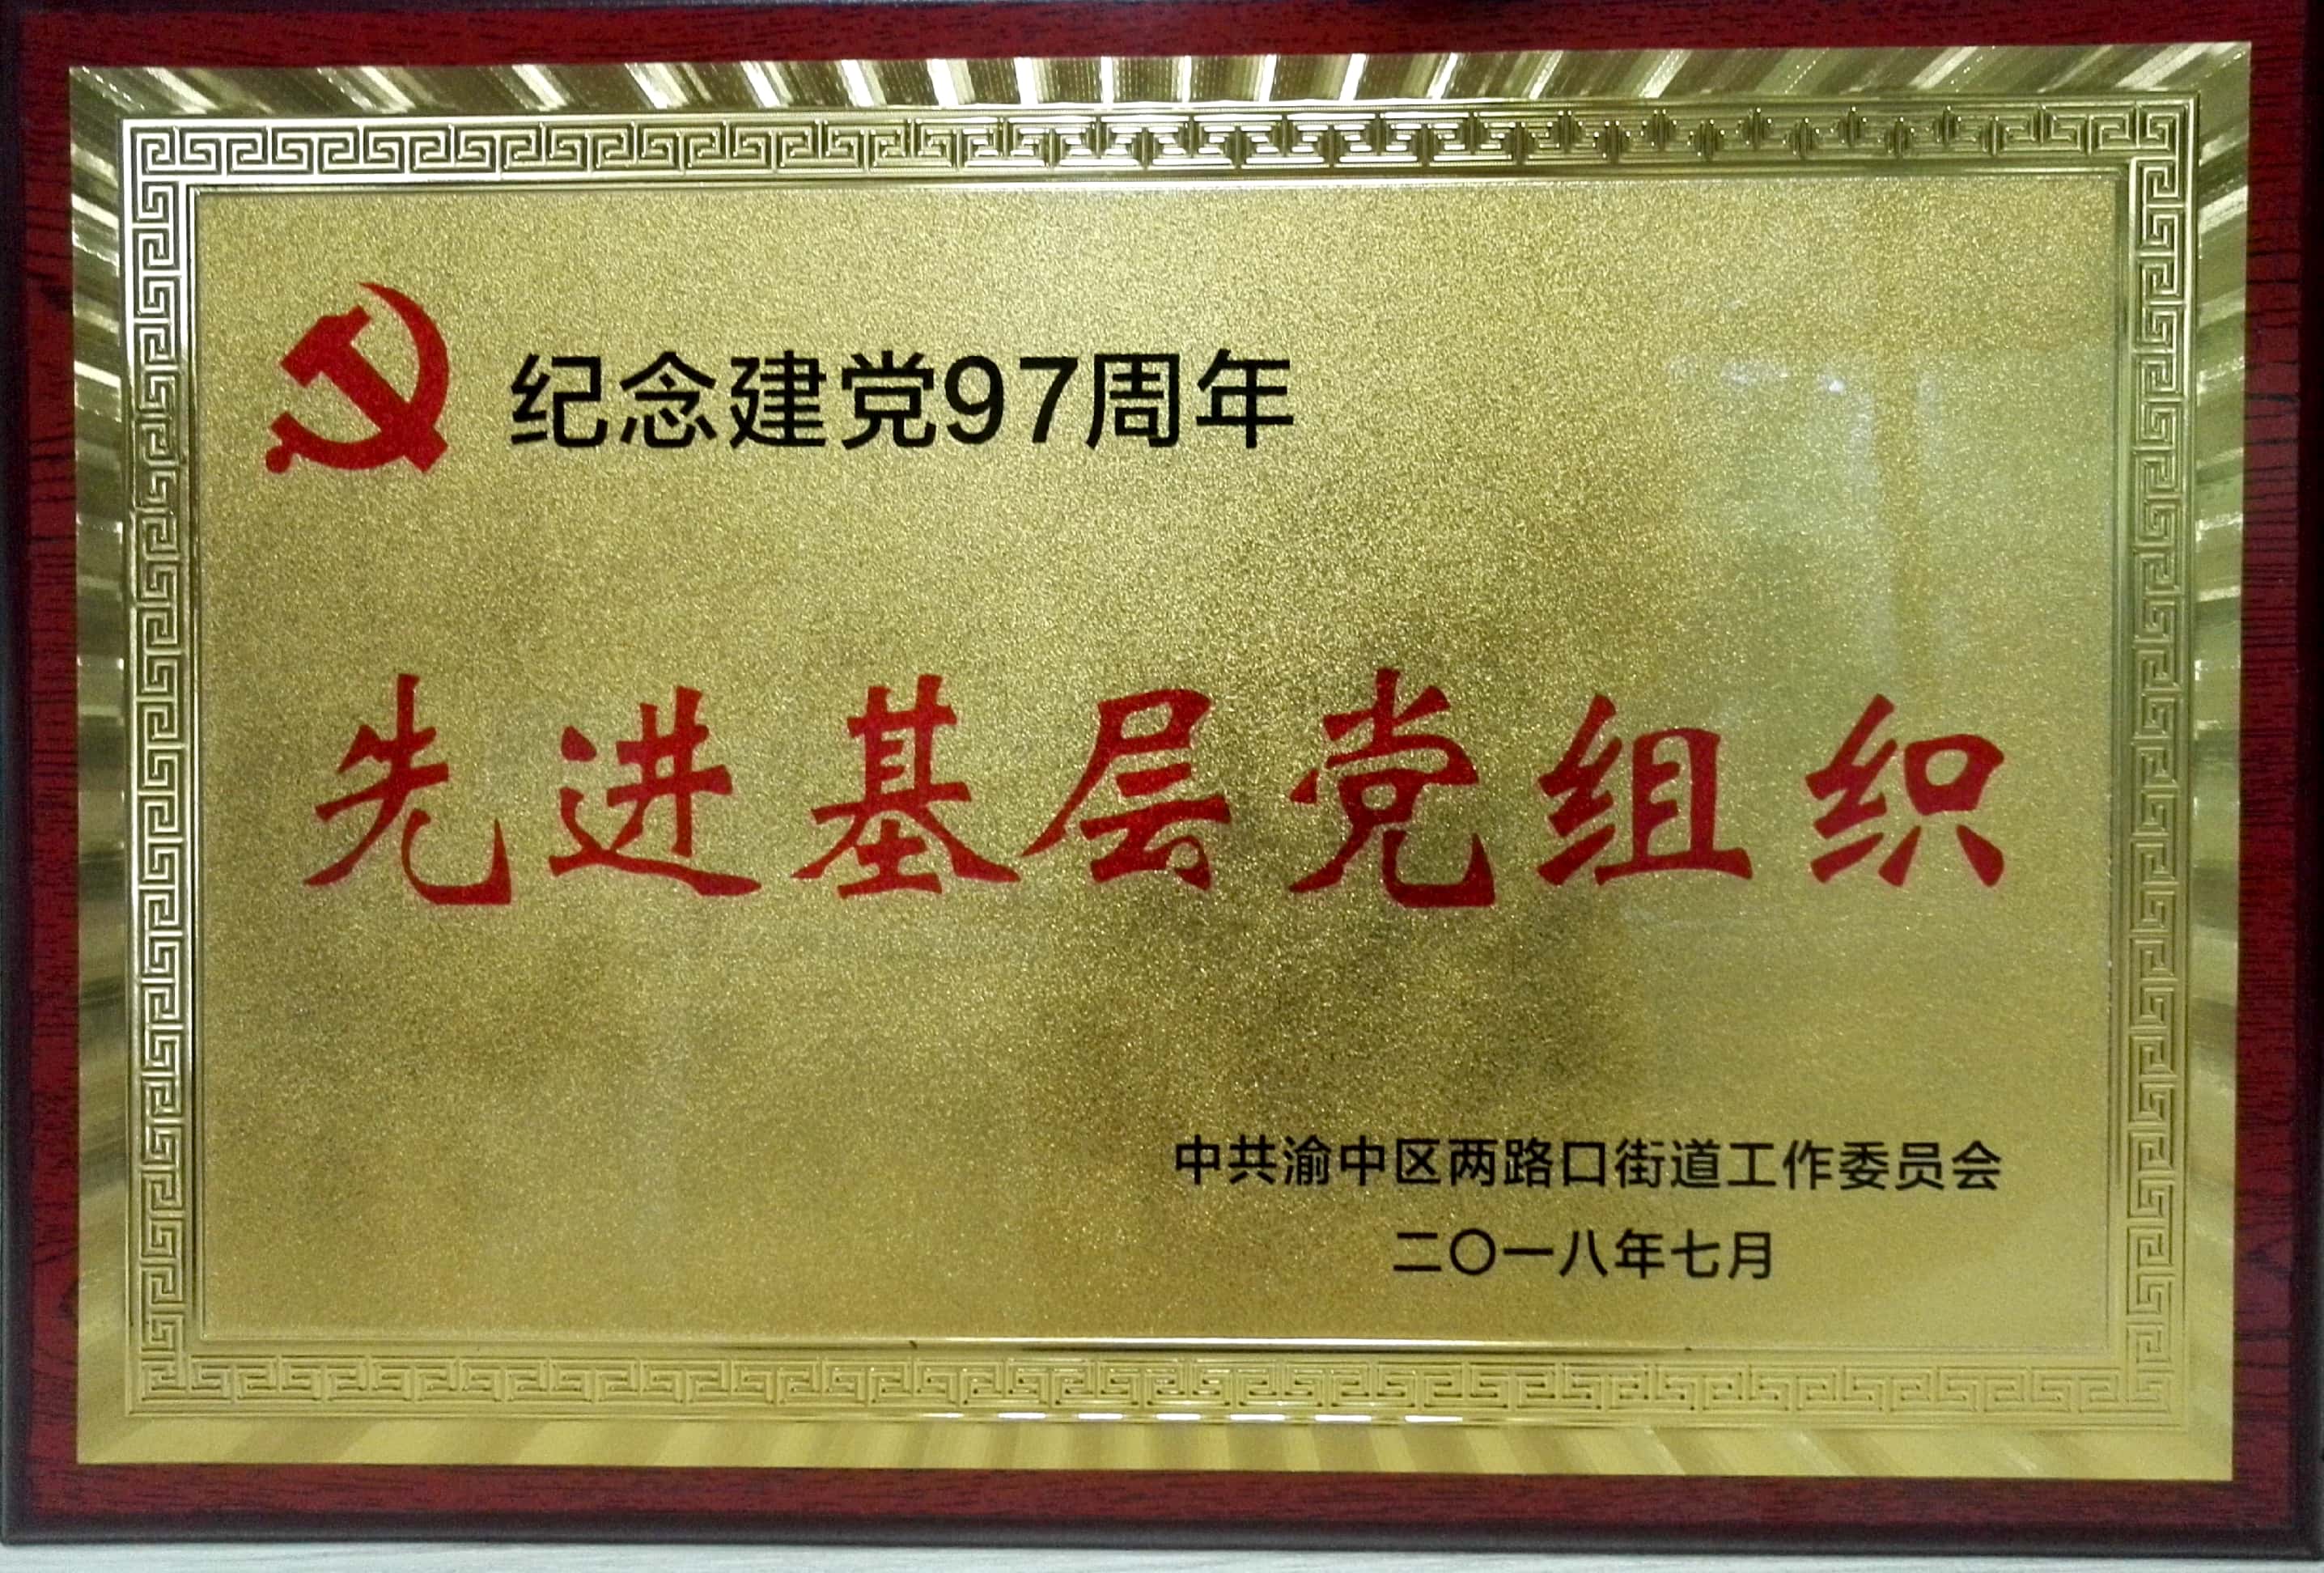 纪念建党97周年
先进基层党组织
中共渝中区两路口街道工作委员会
二〇一八年七月